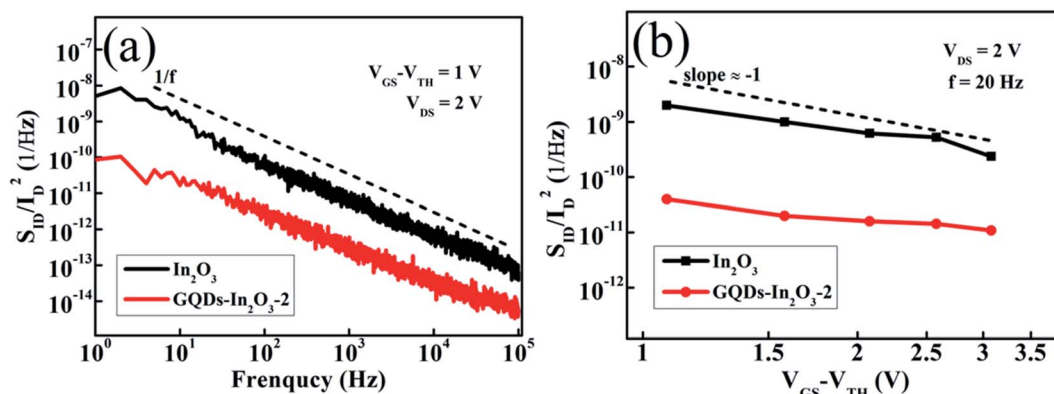 (a)
S_ID/I_D^2 (1/Hz)
10^-7
10^-8
10^-9
10^-10
10^-11
10^-12
10^-13
10^-14
1/f
V_GS-V_TH = 1 V
V_DS = 2 V
In_2O_3
GQDs-In_2O_3-2
10^0 10^1 10^2 10^3 10^4 10^5
Frenqucy (Hz)
(b)
S_ID/I_D^2 (1/Hz)
10^-8
10^-9
10^-10
10^-11
10^-12
slope ≈ -1
V_DS = 2 V
f = 20 Hz
In_2O_3
GQDs-In_2O_3-2
1 1.5 2 2.5 3 3.5
V_GS-V_TH (V)